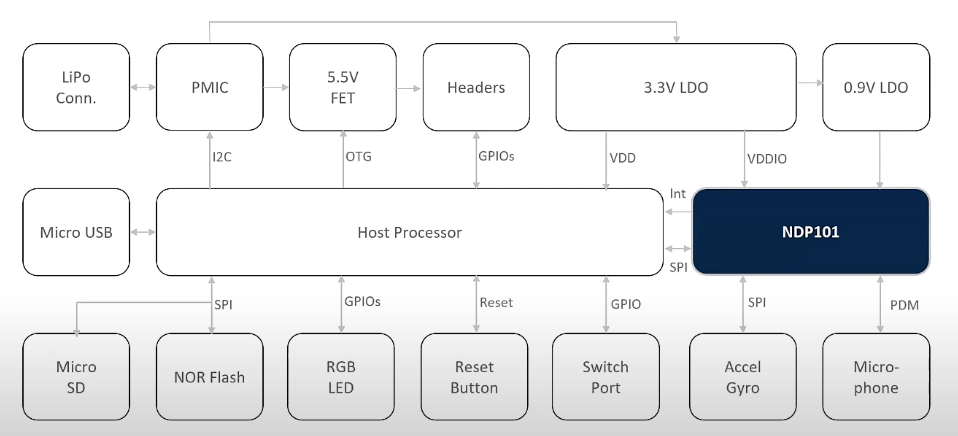 LiPo
Conn.
PMIC
5.5V
FET
Headers
3.3V LDO
0.9V LDO
I2C
OTG
GPIOs
VDD
VDDIO
Micro USB
Host Processor
Int
SPI
NDP101
SPI
GPIOs
Reset
GPIO
SPI
PDM
Micro
SD
NOR Flash
RGB
LED
Reset
Button
Switch
Port
Accel
Gyro
Micro-
phone